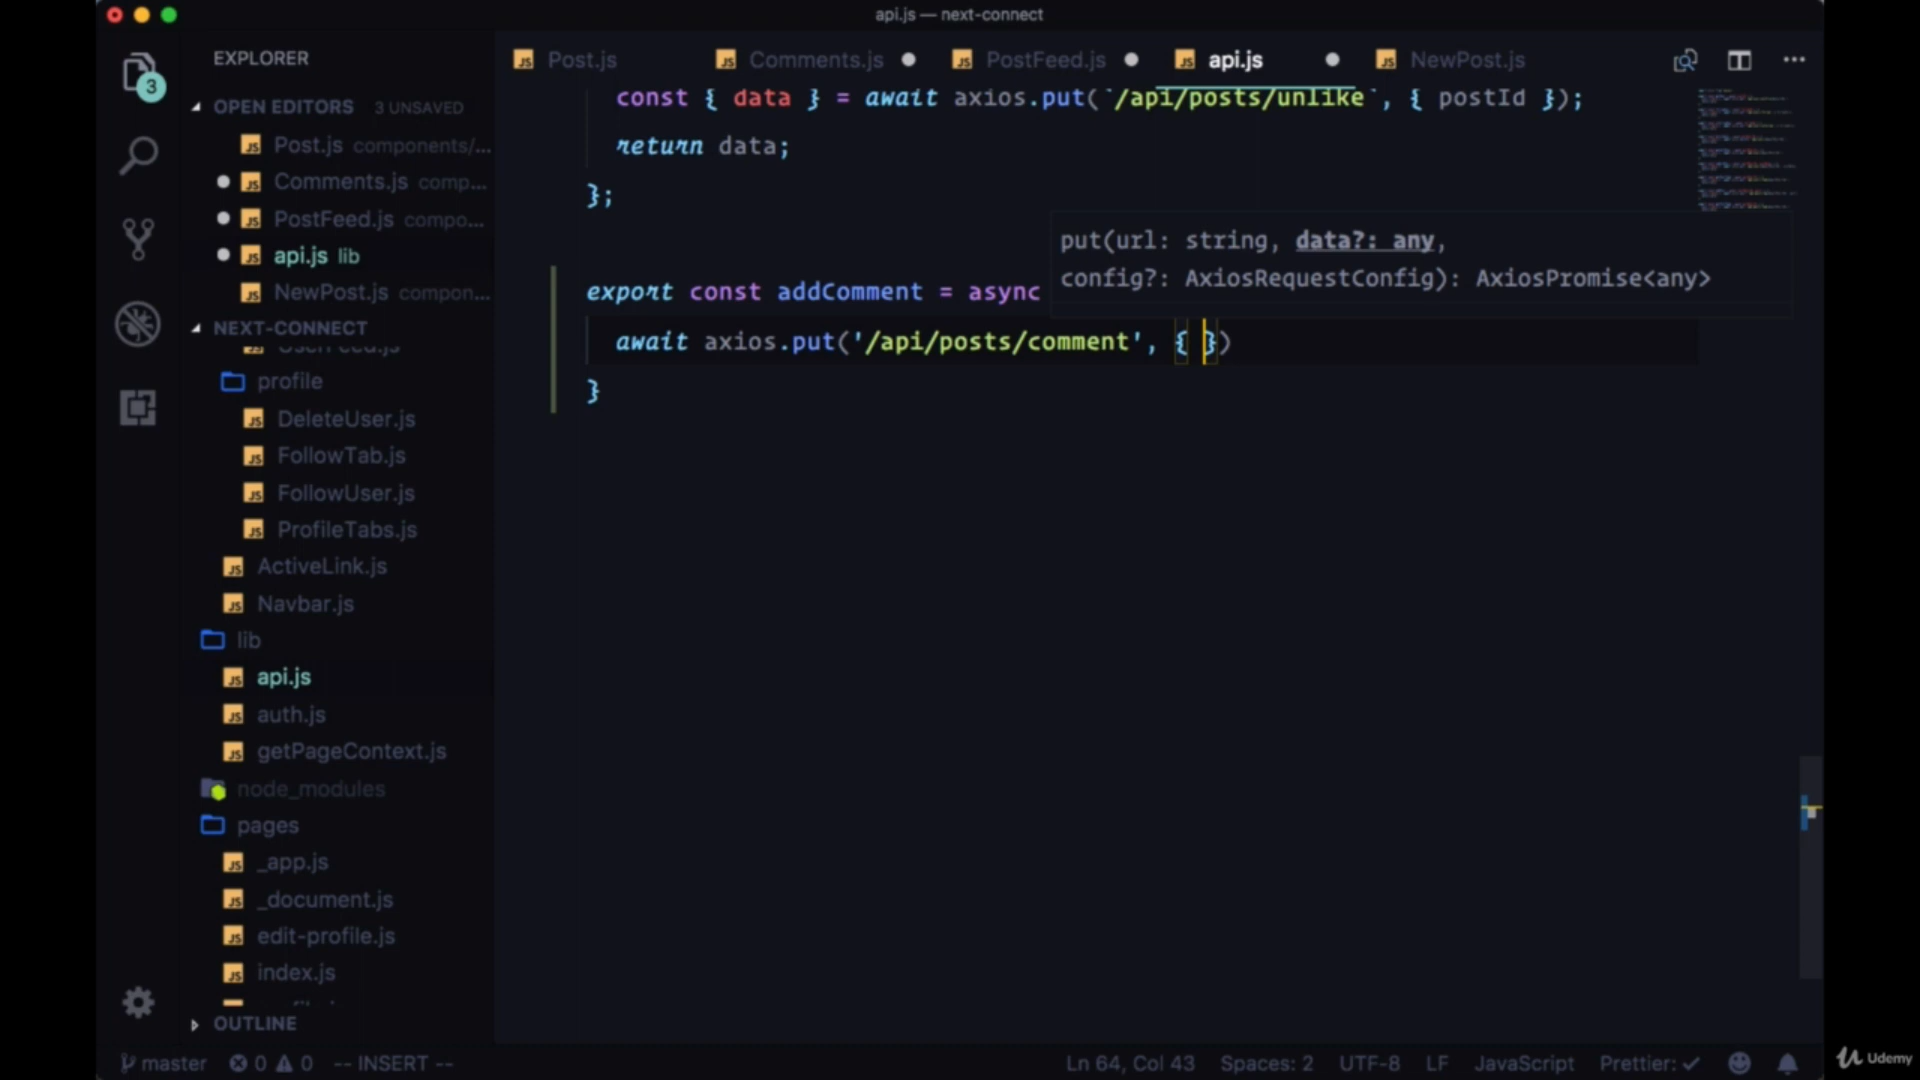 api.js — next-connect
EXPLORER
OPEN EDITORS 3 UNSAVED
Post.js components/...
Comments.js comp...
PostFeed.js compo...
api.js lib
NewPost.js compon...
NEXT-CONNECT
UserFeed.js
profile
DeleteUser.js
FollowTab.js
FollowUser.js
ProfileTabs.js
ActiveLink.js
Navbar.js
lib
api.js
auth.js
getPageContext.js
node_modules
pages
_app.js
_document.js
edit-profile.js
index.js
OUTLINE
3
Post.js Comments.js PostFeed.js api.js NewPost.js
const { data } = await axios.put(`/api/posts/unlike`, { postId });
return data;
};
put(url: string, data?: any,
config?: AxiosRequestConfig): AxiosPromise<any>
export const addComment = async
await axios.put('/api/posts/comment', { })
}
master 0 0 -- INSERT -- Ln 64, Col 43 Spaces: 2 UTF-8 LF JavaScript Prettier: ✓
Udemy